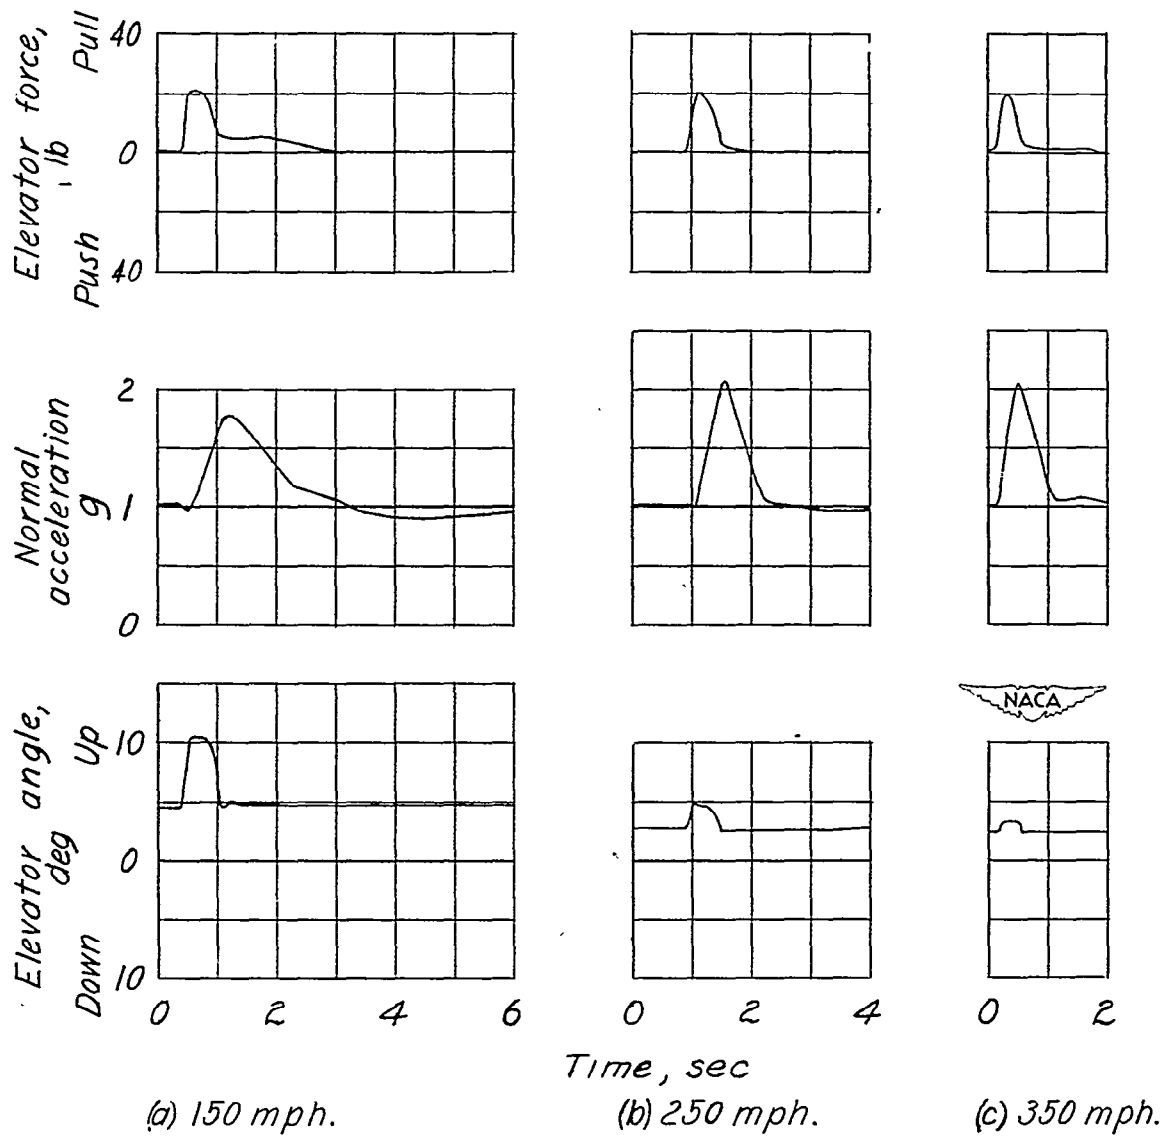 Elevator force, lb
Pull
Push
40
0
40
Normal acceleration g
2
1
0
NACA
Elevator angle, deg
Up
Down
10
0
10
0 2 4 6
0 2 4
0 2
Time, sec
(a) 150 mph.
(b) 250 mph.
(c) 350 mph.